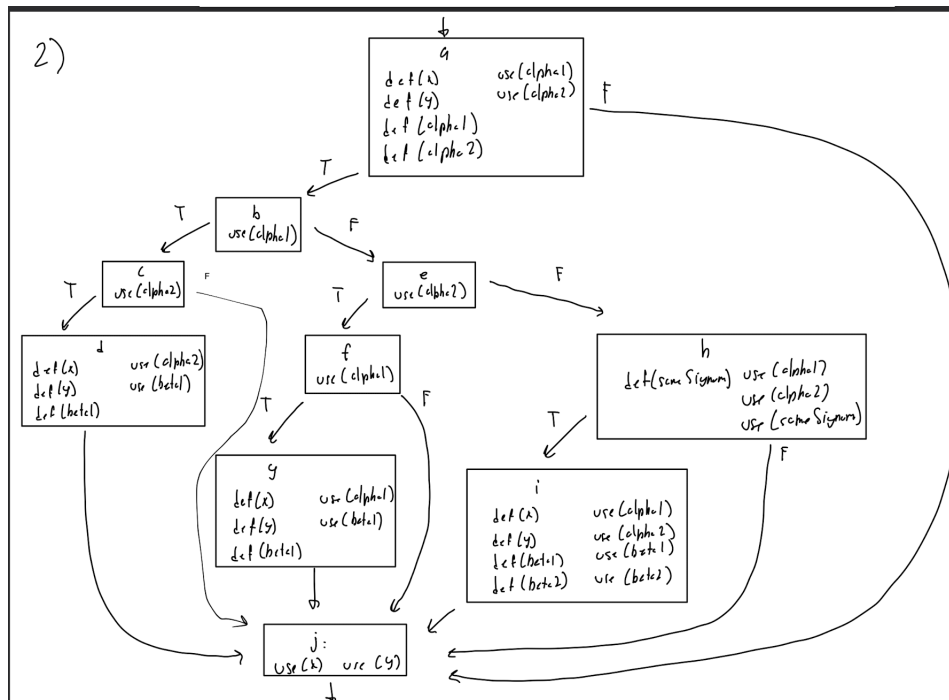 2)
a
def(x) use(alpha1)
def(y) use(alpha2)
def(alpha1)
def(alpha2)
F
T
b
use(alpha1)
T
F
c
use(alpha2)
F
T
e
use(alpha2)
F
T
d
def(x) use(alpha2)
def(y) use(beta1)
def(beta1)
f
use(alpha1)
T
F
h
def(sameSignum) use(alpha1)
use(alpha2)
use(sameSignum)
T
F
g
def(x) use(alpha1)
def(y) use(beta1)
def(beta1)
i
def(x) use(alpha1)
def(y) use(alpha2)
def(beta1) use(beta1)
def(beta2) use(beta2)
j:
use(x) use(y)